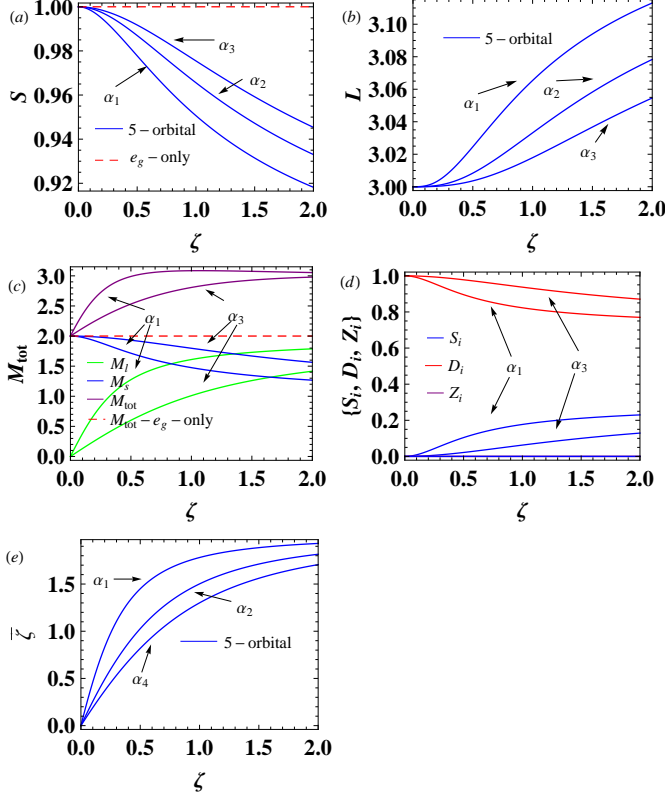 (a)
1.00
0.98
0.96
0.94
0.92
S
α1
α3
α2
5 – orbital
eg – only
0.0 0.5 1.0 1.5 2.0
ζ
(b)
3.10
3.08
3.06
3.04
3.02
3.00
L
5 – orbital
α1
α2
α3
0.0 0.5 1.0 1.5 2.0
ζ
(c)
3.0
2.5
2.0
1.5
1.0
0.5
0.0
Mtot
α1
α3
Ml
Ms
Mtot
Mtot – eg – only
0.0 0.5 1.0 1.5 2.0
ζ
(d)
1.0
0.8
0.6
0.4
0.2
0.0
{Si, Di, Zi}
Si
Di
Zi
α1
α3
0.0 0.5 1.0 1.5 2.0
ζ
(e)
1.5
1.0
0.5
0.0
ζ̅
α1
α2
α4
5 – orbital
0.0 0.5 1.0 1.5 2.0
ζ